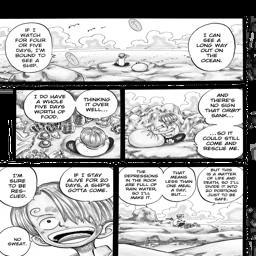 I CAN
SEE A
LONG WAY
OUT ON
THE
OCEAN.
IF I
WATCH
FOR FOUR
OR FIVE
DAYS, I'M
BOUND TO
SEE A
SHIP.
AND
THERE'S
NO SIGN
THAT ORBIT
SANK...
...SO IT
COULD STILL
COME AND
RESCUE ME.
THINKING
IT OVER
WELL...
I DO HAVE
A WHOLE
FIVE DAYS
WORTH OF
FOOD.
BUT THIS
IS A MATTER
OF LIFE
AND DEATH, SO I'LL
DIVIDE IT INTO
20 PORTIONS
JUST TO BE
SAFE.
THAT
MEANS
LESS THAN
ONE MEAL
A DAY,
BUT...
THE
DEPRESSIONS
IN THE ROCK
ARE FULL OF
RAIN WATER,
SO I'LL
MAKE IT.
IF I STAY
ALIVE FOR 20
DAYS, A SHIP'S
GOTTA COME.
I'M
SURE
TO BE
RES-
CUED.
NO
SWEAT.